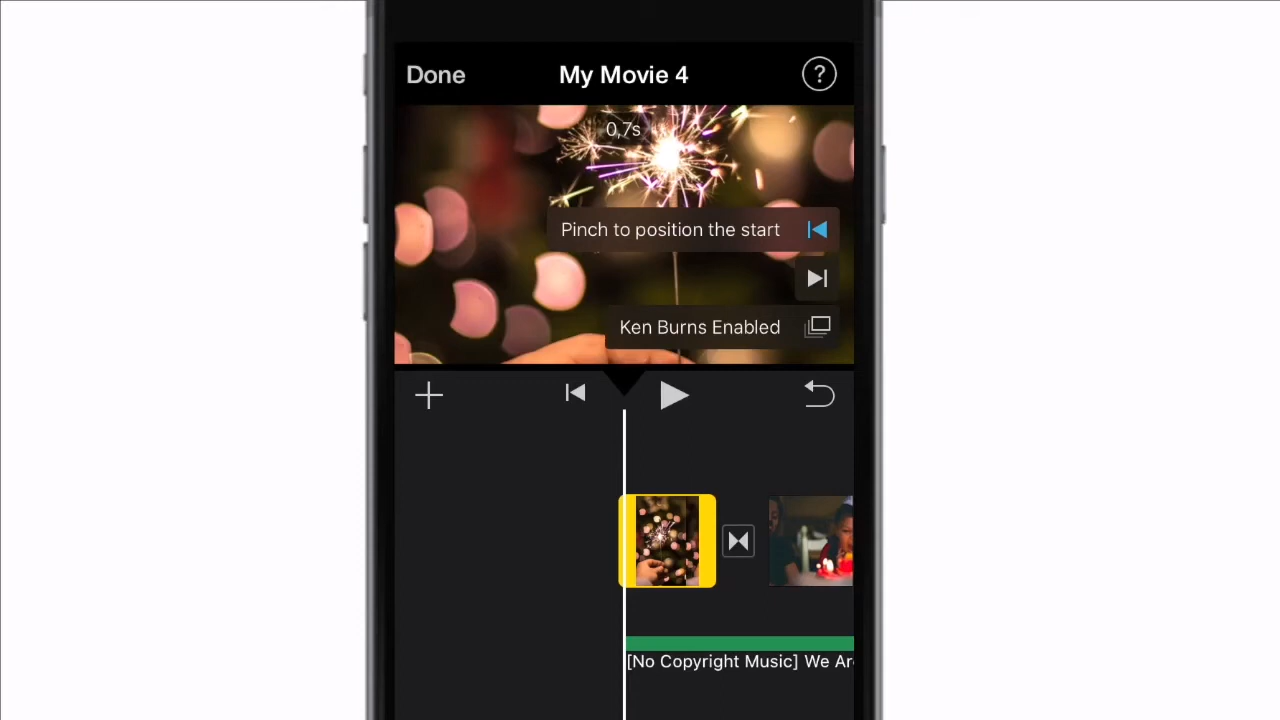 Done
My Movie 4
?
0,7s
Pinch to position the start
Ken Burns Enabled
[No Copyright Music] We Ar